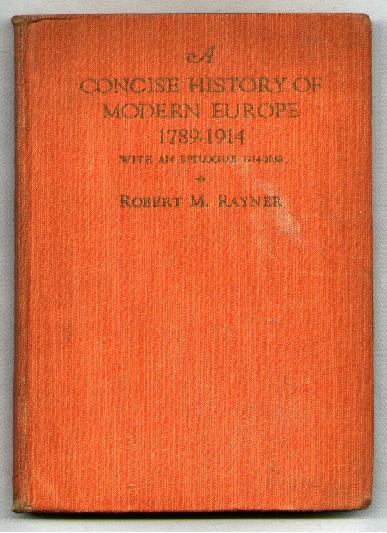 A
CONCISE HISTORY OF
MODERN EUROPE
1789-1914
WITH AN EPILOGUE
ROBERT M. RAYNER